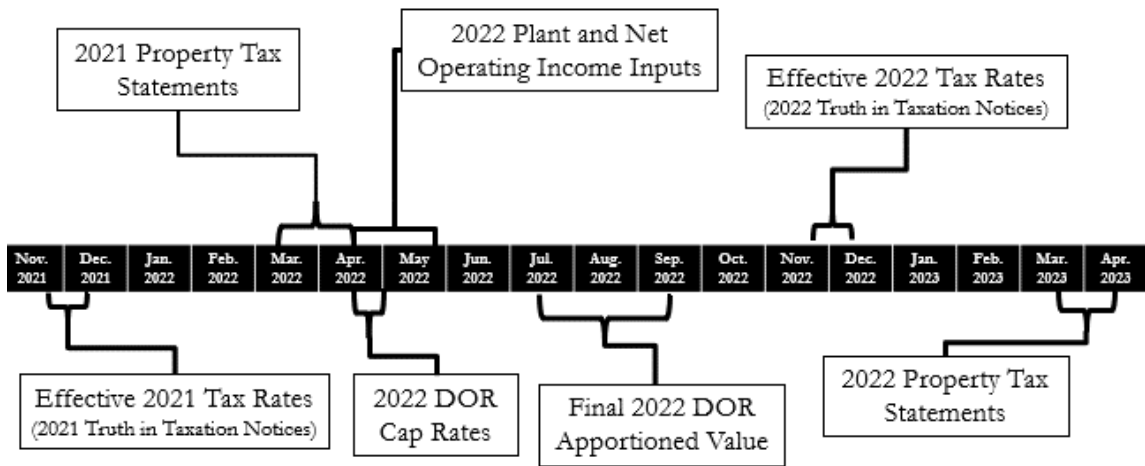 2021 Property Tax
Statements
2022 Plant and Net
Operating Income Inputs
Effective 2022 Tax Rates
(2022 Truth in Taxation Notices)
Nov. Dec. Jan. Feb. Mar. Apr. May Jun. Jul. Aug. Sep. Oct. Nov. Dec. Jan. Feb. Mar. Apr.
2021 2021 2022 2022 2022 2022 2022 2022 2022 2022 2022 2022 2022 2022 2023 2023 2023 2023
Effective 2021 Tax Rates
(2021 Truth in Taxation Notices)
2022 DOR
Cap Rates
Final 2022 DOR
Apportioned Value
2022 Property Tax
Statements